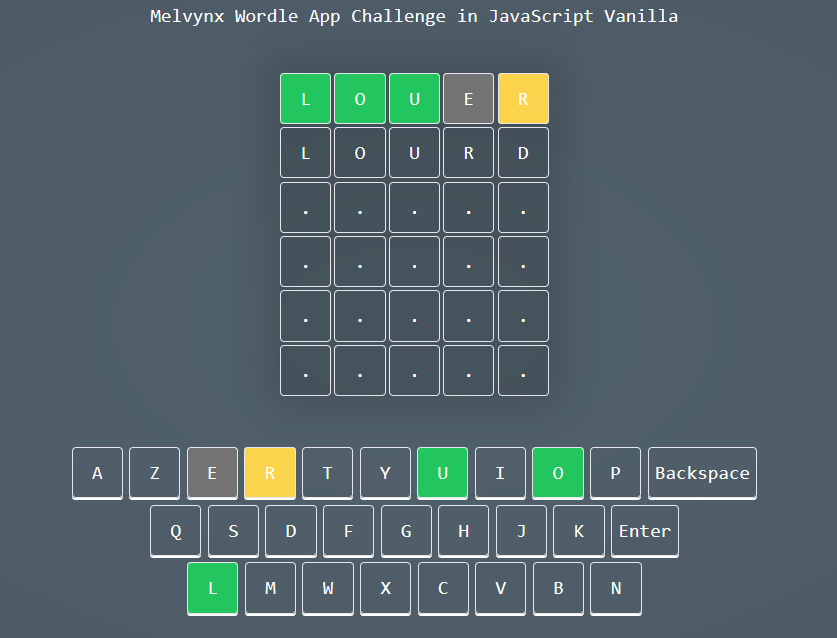 Melvynx Wordle App Challenge in JavaScript Vanilla
L O U E R
L O U R D
. . . . .
. . . . .
. . . . .
. . . . .
A Z E R T Y U I O P Backspace
Q S D F G H J K Enter
L M W X C V B N